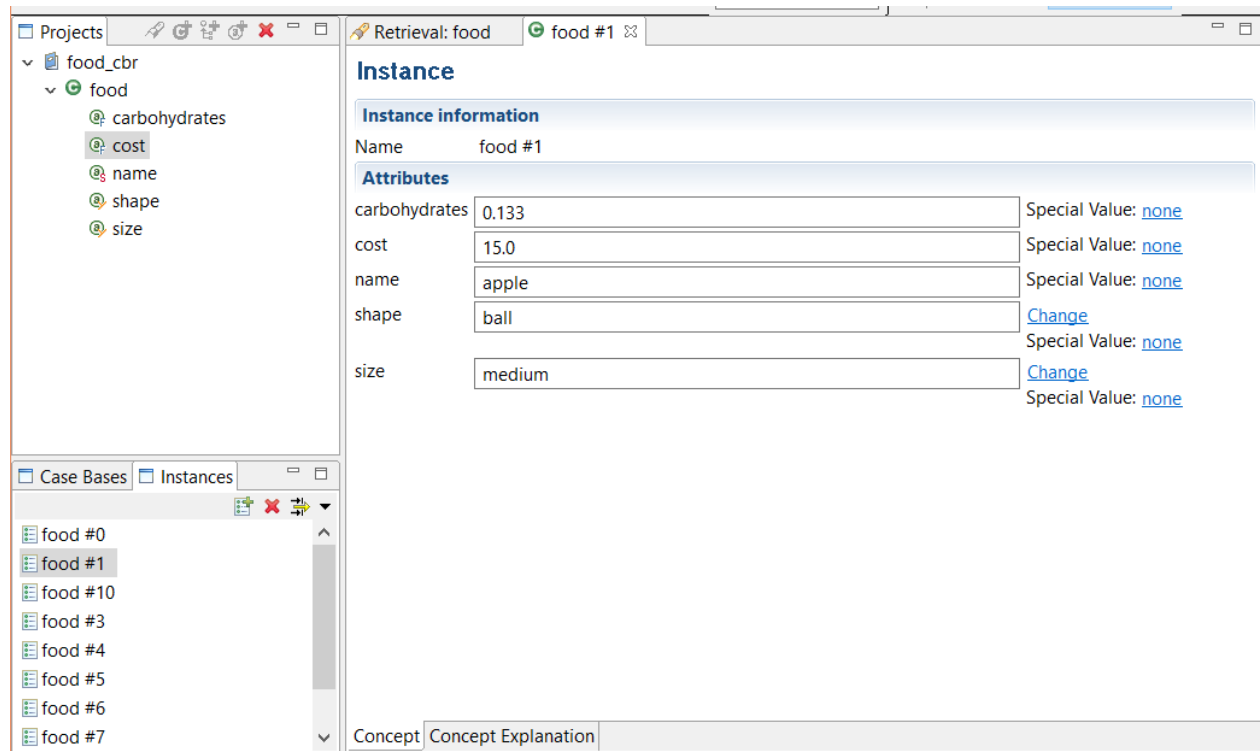 Projects
food_cbr
food
carbohydrates
cost
name
shape
size
Case Bases Instances
food #0
food #1
food #10
food #3
food #4
food #5
food #6
food #7
Retrieval: food food #1
Instance
Instance information
Name food #1
Attributes
carbohydrates 0.133 Special Value: none
cost 15.0 Special Value: none
name apple Special Value: none
shape ball Change
Special Value: none
size medium Change
Special Value: none
Concept Concept Explanation